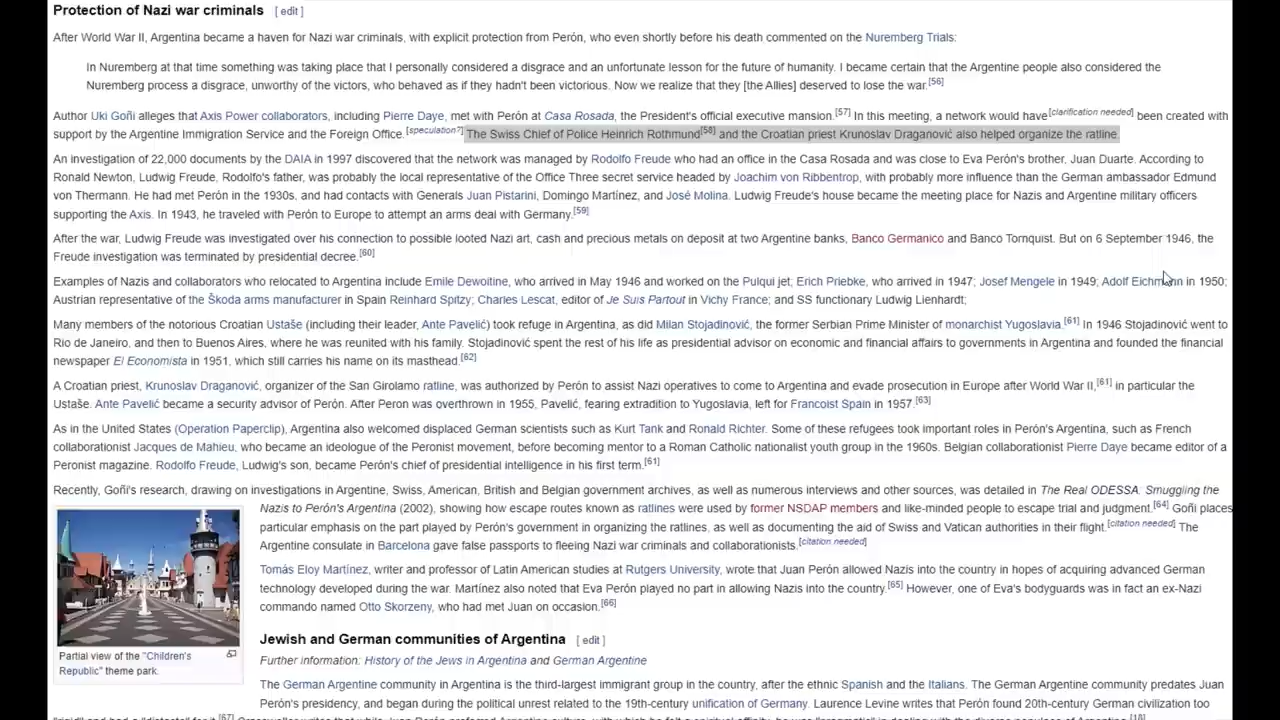 Protection of Nazi war criminals [ edit ]
After World War II, Argentina became a haven for Nazi war criminals, with explicit protection from Perón, who even shortly before his death commented on the Nuremberg Trials:
In Nuremberg at that time something was taking place that I personally considered a disgrace and an unfortunate lesson for the future of humanity. I became certain that the Argentine people also considered the
Nuremberg process a disgrace, unworthy of the victors, who behaved as if they hadn't been victorious. Now we realize that they [the Allies] deserved to lose the war.[56]
Author Uki Goñi alleges that Axis Power collaborators, including Pierre Daye, met with Perón at Casa Rosada, the President's official executive mansion.[57] In this meeting, a network would have[clarification needed] been created with
support by the Argentine Immigration Service and the Foreign Office.[speculation?] The Swiss Chief of Police Heinrich Rothmund[58] and the Croatian priest Krunoslav Draganović also helped organize the ratline.
An investigation of 22,000 documents by the DAIA in 1997 discovered that the network was managed by Rodolfo Freude who had an office in the Casa Rosada and was close to Eva Perón's brother, Juan Duarte. According to
Ronald Newton, Ludwig Freude, Rodolfo's father, was probably the local representative of the Office Three secret service headed by Joachim von Ribbentrop, with probably more influence than the German ambassador Edmund
von Thermann. He had met Perón in the 1930s, and had contacts with Generals Juan Pistarini, Domingo Martínez, and José Molina. Ludwig Freude's house became the meeting place for Nazis and Argentine military officers
supporting the Axis. In 1943, he traveled with Perón to Europe to attempt an arms deal with Germany.[59]
After the war, Ludwig Freude was investigated over his connection to possible looted Nazi art, cash and precious metals on deposit at two Argentine banks, Banco Germanico and Banco Tornquist. But on 6 September 1946, the
Freude investigation was terminated by presidential decree.[60]
Examples of Nazis and collaborators who relocated to Argentina include Emile Dewoitine, who arrived in May 1946 and worked on the Pulqui jet; Erich Priebke, who arrived in 1947; Josef Mengele in 1949; Adolf Eichmann in 1950;
Austrian representative of the Škoda arms manufacturer in Spain Reinhard Spitzy; Charles Lescat, editor of Je Suis Partout in Vichy France; and SS functionary Ludwig Lienhardt;
Many members of the notorious Croatian Ustaše (including their leader, Ante Pavelić) took refuge in Argentina, as did Milan Stojadinović, the former Serbian Prime Minister of monarchist Yugoslavia.[61] In 1946 Stojadinović went to
Rio de Janeiro, and then to Buenos Aires, where he was reunited with his family. Stojadinović spent the rest of his life as presidential advisor on economic and financial affairs to governments in Argentina and founded the financial
newspaper El Economista in 1951, which still carries his name on its masthead.[62]
A Croatian priest, Krunoslav Draganović, organizer of the San Girolamo ratline, was authorized by Perón to assist Nazi operatives to come to Argentina and evade prosecution in Europe after World War II,[61] in particular the
Ustaše. Ante Pavelić became a security advisor of Perón. After Peron was overthrown in 1955, Pavelić, fearing extradition to Yugoslavia, left for Francoist Spain in 1957.[63]
As in the United States (Operation Paperclip), Argentina also welcomed displaced German scientists such as Kurt Tank and Ronald Richter. Some of these refugees took important roles in Perón's Argentina, such as French
collaborationist Jacques de Mahieu, who became an ideologue of the Peronist movement, before becoming mentor to a Roman Catholic nationalist youth group in the 1960s. Belgian collaborationist Pierre Daye became editor of a
Peronist magazine. Rodolfo Freude, Ludwig's son, became Perón's chief of presidential intelligence in his first term.[61]
Recently, Goñi's research, drawing on investigations in Argentine, Swiss, American, British and Belgian government archives, as well as numerous interviews and other sources, was detailed in The Real ODESSA: Smuggling the
Nazis to Perón's Argentina (2002), showing how escape routes known as ratlines were used by former NSDAP members and like-minded people to escape trial and judgment.[64] Goñi places
particular emphasis on the part played by Perón's government in organizing the ratlines, as well as documenting the aid of Swiss and Vatican authorities in their flight.[citation needed] The
Argentine consulate in Barcelona gave false passports to fleeing Nazi war criminals and collaborationists.[citation needed]
Tomás Eloy Martínez, writer and professor of Latin American studies at Rutgers University, wrote that Juan Perón allowed Nazis into the country in hopes of acquiring advanced German
technology developed during the war. Martínez also noted that Eva Perón played no part in allowing Nazis into the country.[65] However, one of Eva's bodyguards was in fact an ex-Nazi
commando named Otto Skorzeny, who had met Juan on occasion.[66]
Partial view of the "Children's
Republic" theme park.
Jewish and German communities of Argentina [ edit ]
Further information: History of the Jews in Argentina and German Argentine
The German Argentine community in Argentina is the third-largest immigrant group in the country, after the ethnic Spanish and the Italians. The German Argentine community predates Juan
Perón's presidency, and began during the political unrest related to the 19th-century unification of Germany. Laurence Levine writes that Perón found 20th-century German civilization too